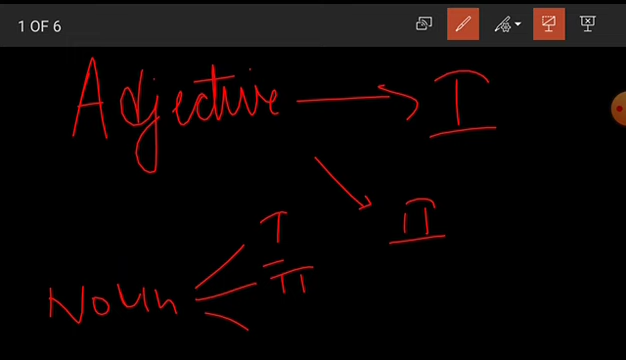 1 OF 6
Adjective → I
II
I
Noun II